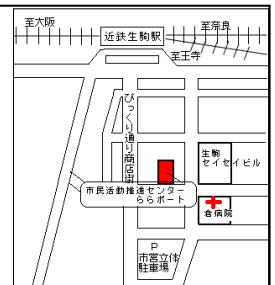 至大阪
近鉄生駒駅
至奈良
至王寺
ぴっくり通り商店街
生駒
セイセイビル
市民活動推進センター
ららポート
倉病院
P
市営立体
駐車場